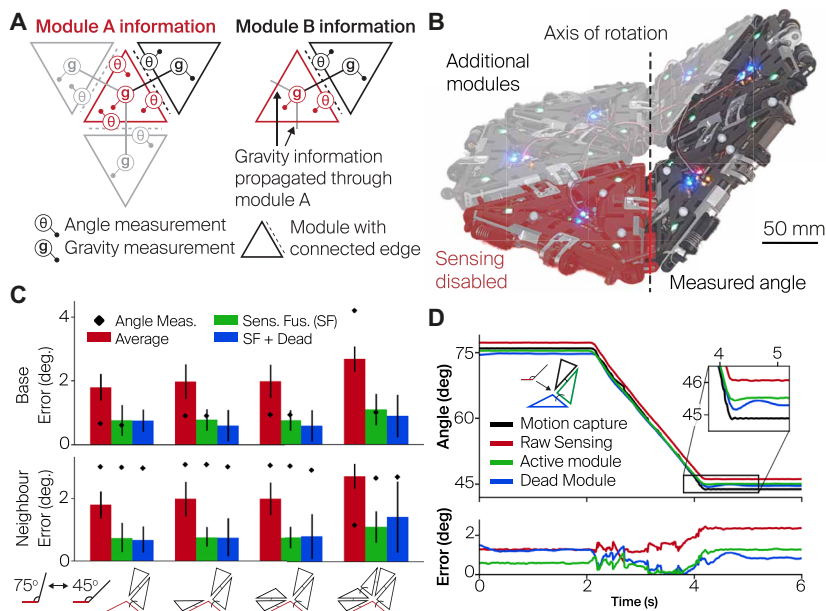 A
Module A information
Module B information
g
θ
g
θ
g
θ
θ
g
g
θ
θ
g
θ
Gravity information
propagated through
module A
θ Angle measurement
g Gravity measurement
Module with
connected edge
B
Axis of rotation
Additional
modules
Sensing
disabled
Measured angle
50 mm
C
Angle Meas.
Average
Sens. Fus. (SF)
SF + Dead
Base
Error (deg.)
4
2
0
Neighbour
Error (deg.)
2
0
75° 45°
D
Angle (deg)
75
60
45
4 5
46
45
Motion capture
Raw Sensing
Active module
Dead Module
Error (deg)
2
0
0 2 4 6
Time (s)